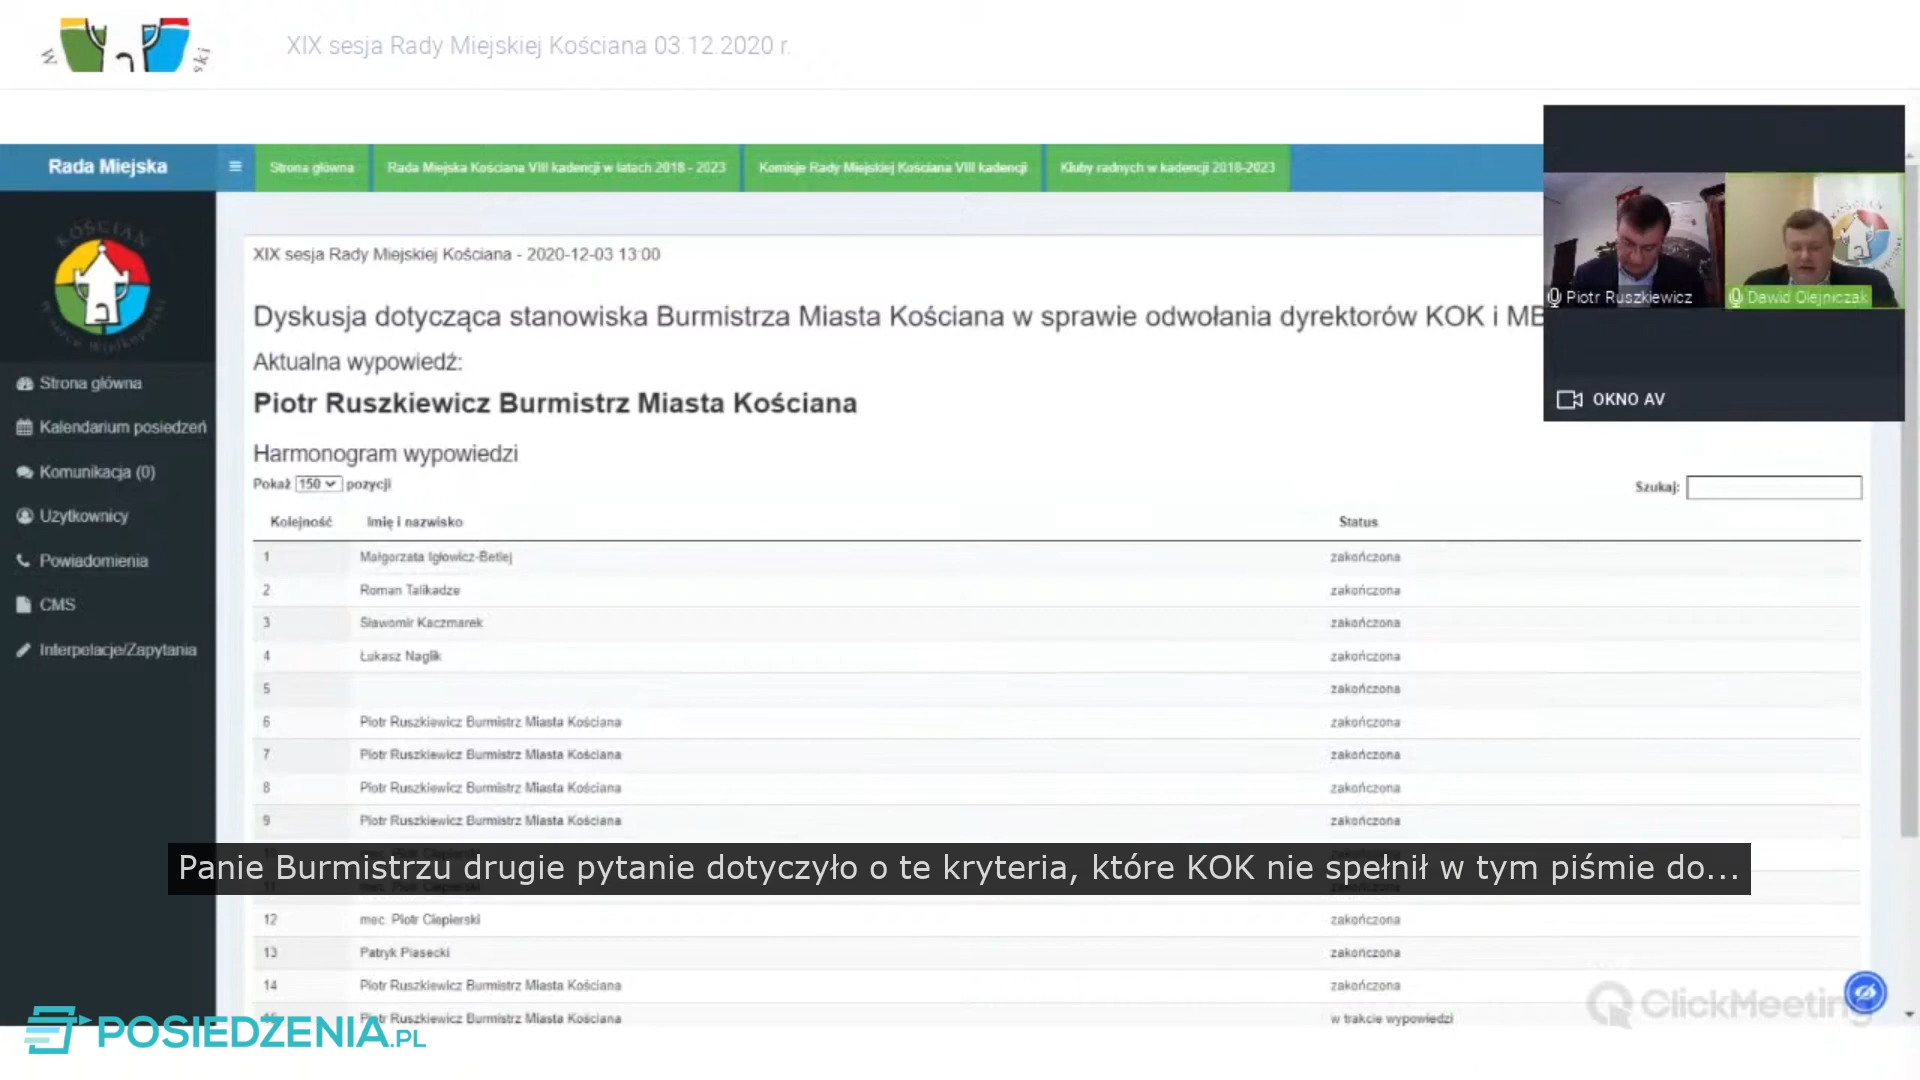 XIX sesja Rady Miejskiej Kościana 03.12.2020 r.
Rada Miejska
Strona główna
Rada Miejska Kościana VIII kadencji w latach 2018 - 2023
Komisje Rady Miejskiej Kościana VIII kadencji
Kluby radnych w kadencji 2018-2023
KOŚCIAN
XIX sesja Rady Miejskiej Kościana - 2020-12-03 13:00
Dyskusja dotycząca stanowiska Burmistrza Miasta Kościana w sprawie odwołania dyrektorów KOK i MB
Aktualna wypowiedź:
Piotr Ruszkiewicz Burmistrz Miasta Kościana
Piotr Ruszkiewicz
Dawid Olejniczak
OKNO AV
Strona główna
Kalendarium posiedzeń
Komunikacja (0)
Użytkownicy
Powiadomienia
CMS
Interpelacje/Zapytania
Harmonogram wypowiedzi
Pokaż 150 pozycji
Szukaj:
Kolejność Imię i nazwisko Status
1 Małgorzata Igłowicz-Betlej zakończona
2 Roman Talikadze zakończona
3 Sławomir Kaczmarek zakończona
4 Łukasz Naglik zakończona
5 zakończona
6 Piotr Ruszkiewicz Burmistrz Miasta Kościana zakończona
7 Piotr Ruszkiewicz Burmistrz Miasta Kościana zakończona
8 Piotr Ruszkiewicz Burmistrz Miasta Kościana zakończona
9 Piotr Ruszkiewicz Burmistrz Miasta Kościana zakończona
Panie Burmistrzu drugie pytanie dotyczyło o te kryteria, które KOK nie spełnił w tym piśmie do...
12 mec. Piotr Ciepierski zakończona
13 Patryk Piasecki zakończona
14 Piotr Ruszkiewicz Burmistrz Miasta Kościana zakończona
Piotr Ruszkiewicz Burmistrz Miasta Kościana w trakcie wypowiedzi
ClickMeeting
POSIEDZENIA.PL